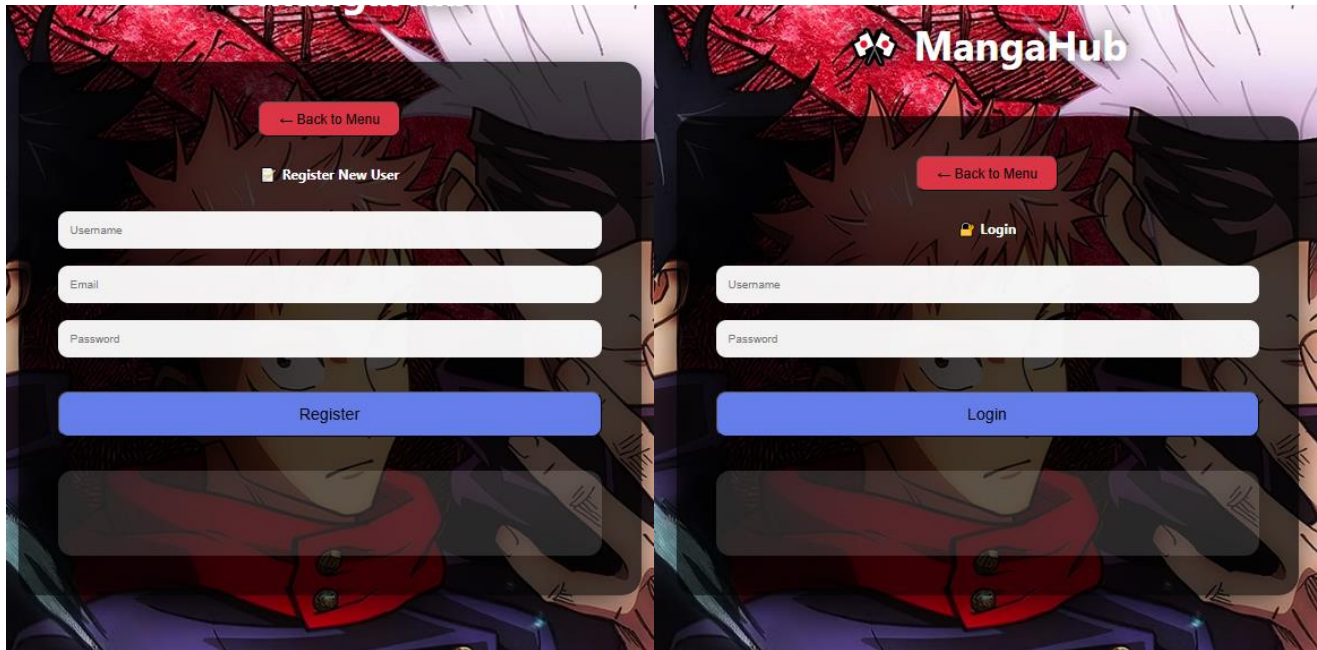 ← Back to Menu
📝 Register New User
Username
Email
Password
Register
🎌 MangaHub
← Back to Menu
🔐 Login
Username
Password
Login